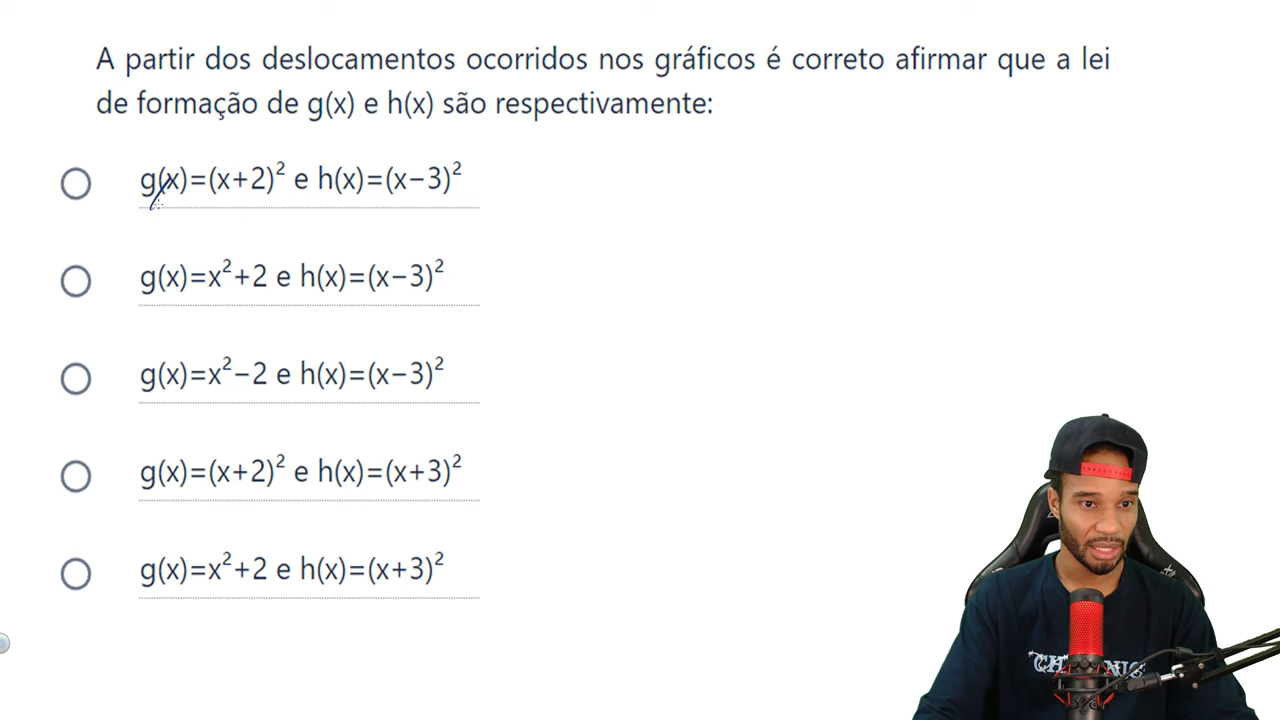 A partir dos deslocamentos ocorridos nos gráficos é correto afirmar que a lei
de formação de g(x) e h(x) são respectivamente:
g(x)=(x+2)² e h(x)=(x−3)²
g(x)=x²+2 e h(x)=(x−3)²
g(x)=x²−2 e h(x)=(x−3)²
g(x)=(x+2)² e h(x)=(x+3)²
g(x)=x²+2 e h(x)=(x+3)²